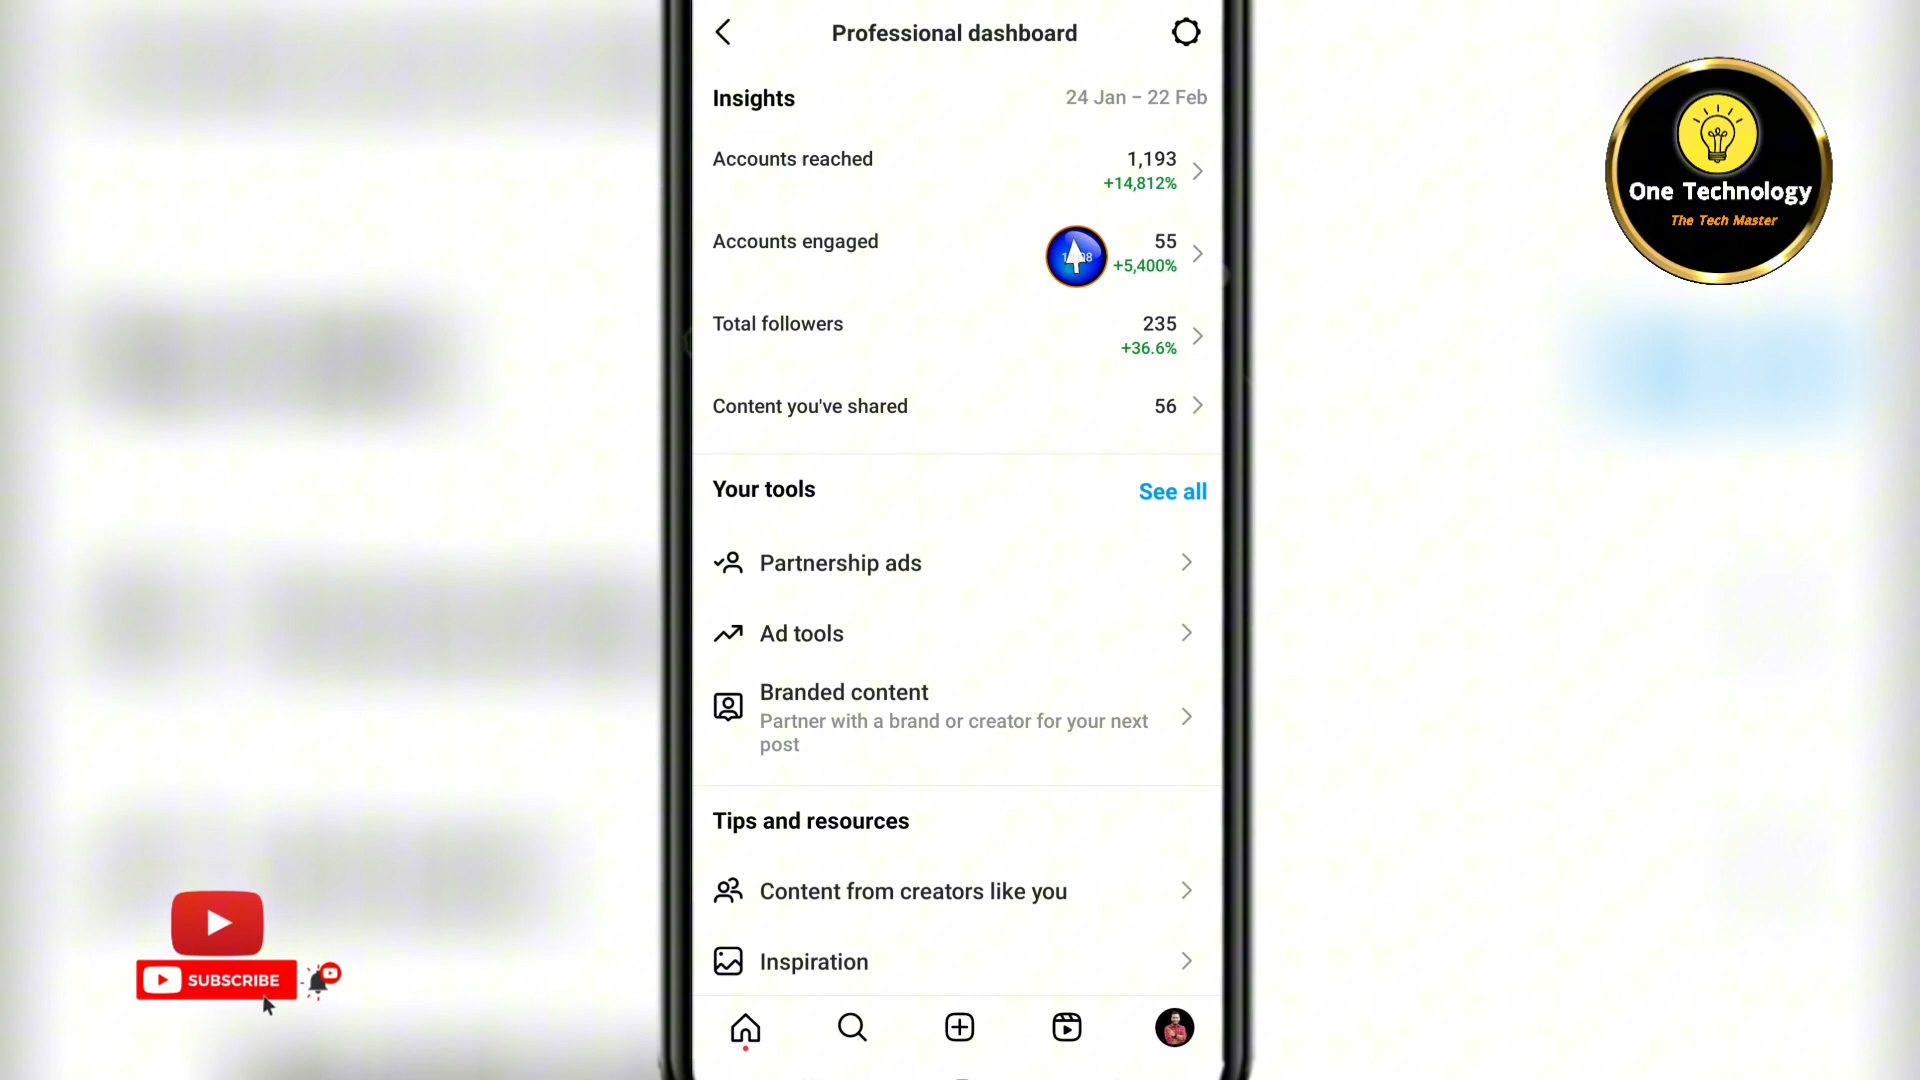 Professional dashboard
Insights
24 Jan – 22 Feb
Accounts reached
1,193
+14,812%
Accounts engaged
55
+5,400%
Total followers
235
+36.6%
Content you've shared
56
Your tools
See all
Partnership ads
Ad tools
Branded content
Partner with a brand or creator for your next
post
Tips and resources
Content from creators like you
Inspiration
One Technology
The Tech Master
SUBSCRIBE